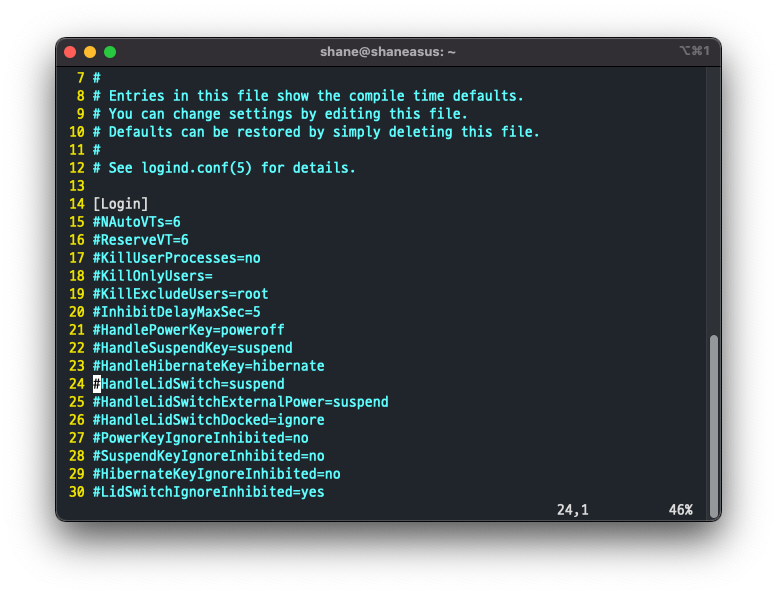 shane@shaneasus: ~
⌥⌘1
7 #
8 # Entries in this file show the compile time defaults.
9 # You can change settings by editing this file.
10 # Defaults can be restored by simply deleting this file.
11 #
12 # See logind.conf(5) for details.
13
14 [Login]
15 #NAutoVTs=6
16 #ReserveVT=6
17 #KillUserProcesses=no
18 #KillOnlyUsers=
19 #KillExcludeUsers=root
20 #InhibitDelayMaxSec=5
21 #HandlePowerKey=poweroff
22 #HandleSuspendKey=suspend
23 #HandleHibernateKey=hibernate
24 #HandleLidSwitch=suspend
25 #HandleLidSwitchExternalPower=suspend
26 #HandleLidSwitchDocked=ignore
27 #PowerKeyIgnoreInhibited=no
28 #SuspendKeyIgnoreInhibited=no
29 #HibernateKeyIgnoreInhibited=no
30 #LidSwitchIgnoreInhibited=yes
24,1 46%